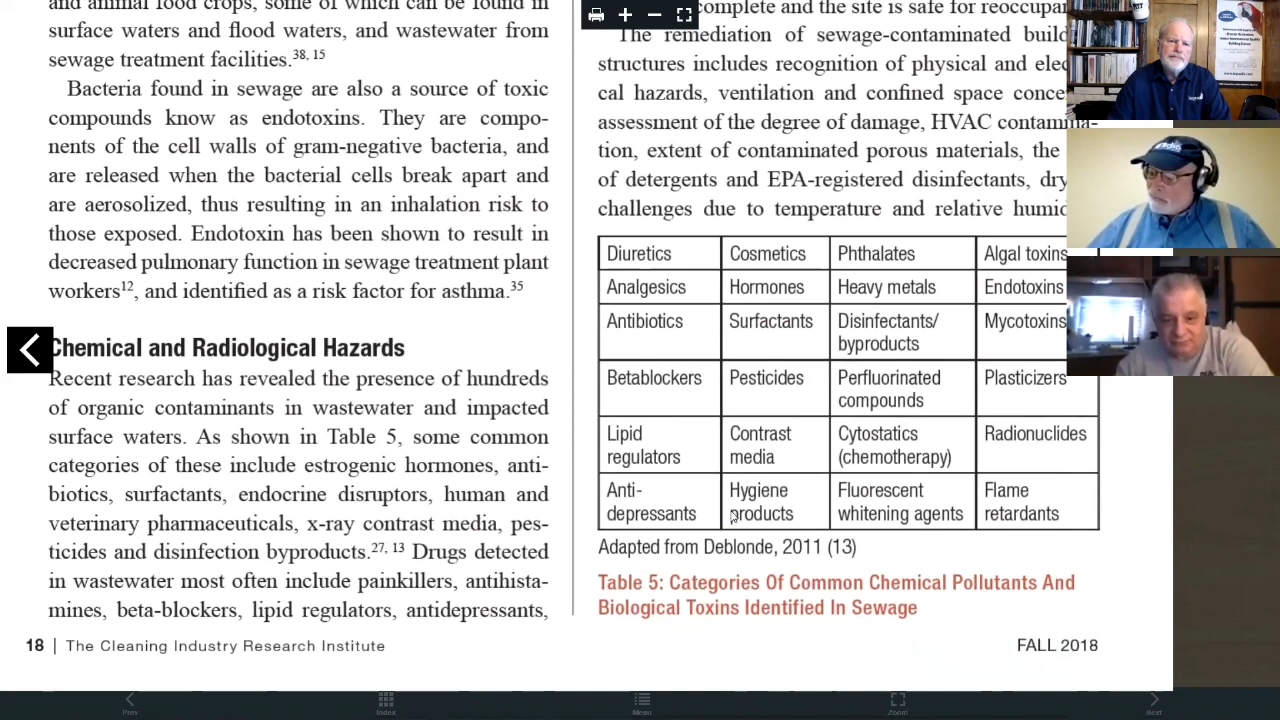 and animal food crops, some of which can be found in
surface waters and flood waters, and wastewater from
sewage treatment facilities.38, 15
Bacteria found in sewage are also a source of toxic
compounds know as endotoxins. They are compo-
nents of the cell walls of gram-negative bacteria, and
are released when the bacterial cells break apart and
are aerosolized, thus resulting in an inhalation risk to
those exposed. Endotoxin has been shown to result in
decreased pulmonary function in sewage treatment plant
workers12, and identified as a risk factor for asthma.35
Chemical and Radiological Hazards
Recent research has revealed the presence of hundreds
of organic contaminants in wastewater and impacted
surface waters. As shown in Table 5, some common
categories of these include estrogenic hormones, anti-
biotics, surfactants, endocrine disruptors, human and
veterinary pharmaceuticals, x-ray contrast media, pes-
ticides and disinfection byproducts.27, 13 Drugs detected
in wastewater most often include painkillers, antihista-
mines, beta-blockers, lipid regulators, antidepressants,
complete and the site is safe for reoccupan
The remediation of sewage-contaminated build
structures includes recognition of physical and elec
cal hazards, ventilation and confined space conce
assessment of the degree of damage, HVAC contamina-
tion, extent of contaminated porous materials, the
of detergents and EPA-registered disinfectants, dry
challenges due to temperature and relative humid
Diuretics Cosmetics Phthalates Algal toxins
Analgesics Hormones Heavy metals Endotoxins
Antibiotics Surfactants Disinfectants/ Mycotoxins
byproducts
Betablockers Pesticides Perfluorinated Plasticizers
compounds
Lipid Contrast Cytostatics Radionuclides
regulators media (chemotherapy)
Anti- Hygiene Fluorescent Flame
depressants products whitening agents retardants
Adapted from Deblonde, 2011 (13)
Table 5: Categories Of Common Chemical Pollutants And
Biological Toxins Identified In Sewage
18 | The Cleaning Industry Research Institute
FALL 2018
Prev Index Menu Zoom Next